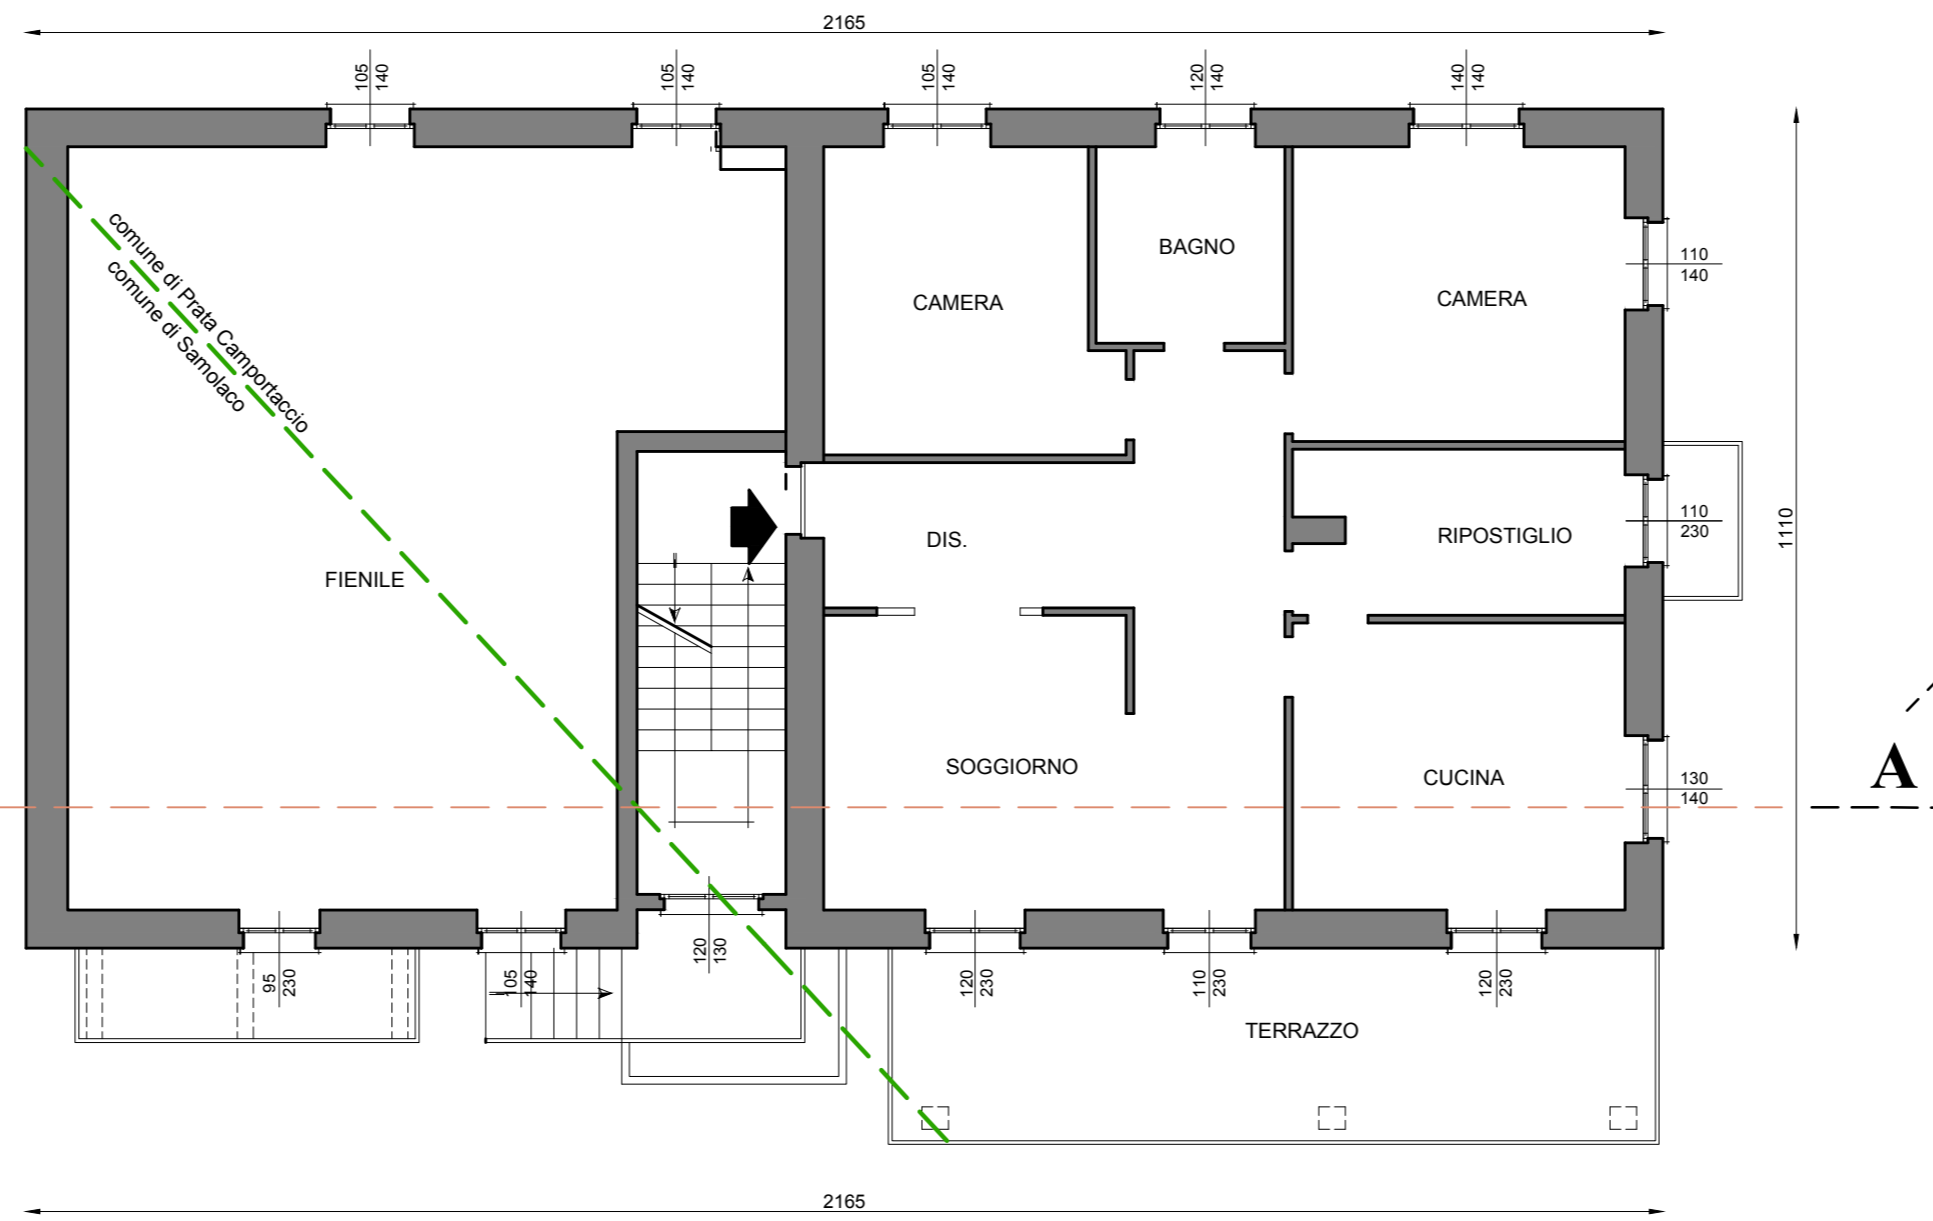 2165
105
140
105
140
105
140
120
140
140
140
comune di Prata Camportaccio
comune di Samolaco
BAGNO
CAMERA
CAMERA
110
140
1110
DIS.
RIPOSTIGLIO
110
230
FIENILE
SOGGIORNO
CUCINA
130
140
A
120
130
95
230
105
140
120
230
110
230
120
230
TERRAZZO
2165